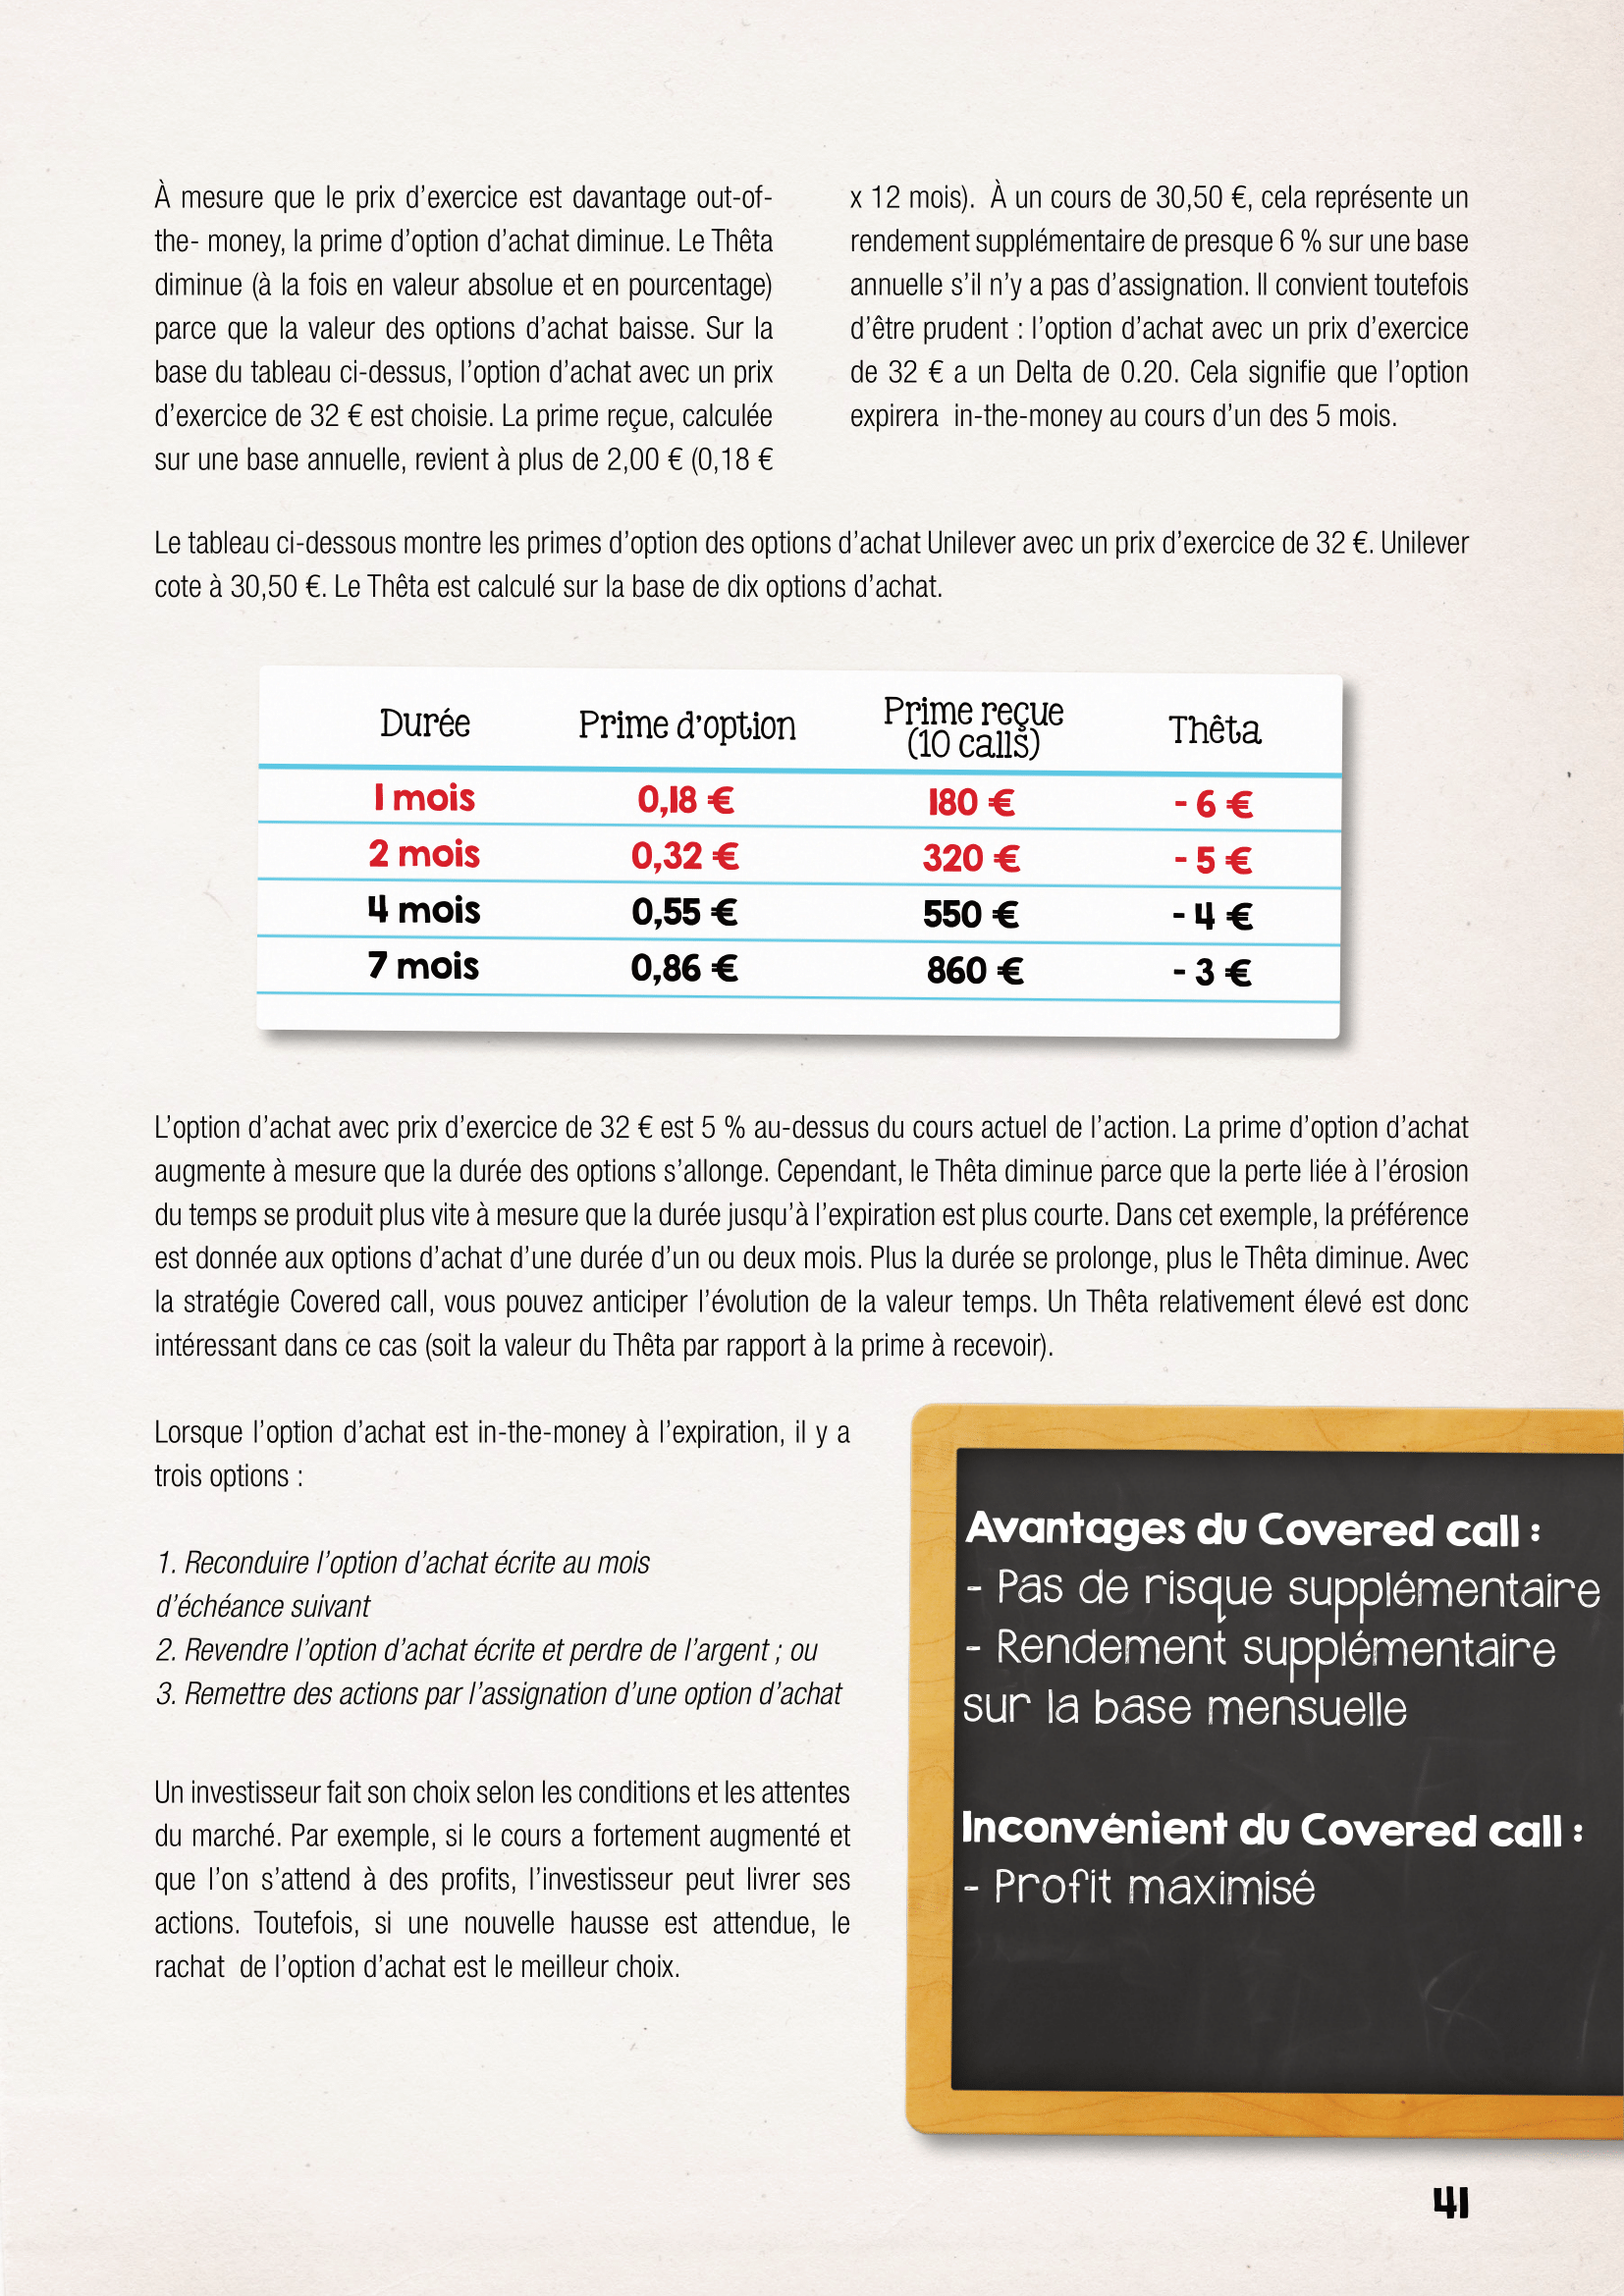 À mesure que le prix d’exercice est davantage out-of-
the- money, la prime d’option d’achat diminue. Le Thêta
diminue (à la fois en valeur absolue et en pourcentage)
parce que la valeur des options d’achat baisse. Sur la
base du tableau ci-dessus, l’option d’achat avec un prix
d’exercice de 32 € est choisie. La prime reçue, calculée
sur une base annuelle, revient à plus de 2,00 € (0,18 €
x 12 mois).  À un cours de 30,50 €, cela représente un
rendement supplémentaire de presque 6 % sur une base
annuelle s’il n’y a pas d’assignation. Il convient toutefois
d’être prudent : l’option d’achat avec un prix d’exercice
de 32 € a un Delta de 0.20. Cela signifie que l’option
expirera  in-the-money au cours d’un des 5 mois.
Le tableau ci-dessous montre les primes d’option des options d’achat Unilever avec un prix d’exercice de 32 €. Unilever
cote à 30,50 €. Le Thêta est calculé sur la base de dix options d’achat.
Durée Prime d’option Prime reçue (10 calls) Thêta
1 mois 0,18 € 180 € - 6 €
2 mois 0,32 € 320 € - 5 €
4 mois 0,55 € 550 € - 4 €
7 mois 0,86 € 860 € - 3 €
L’option d’achat avec prix d’exercice de 32 € est 5 % au-dessus du cours actuel de l’action. La prime d’option d’achat
augmente à mesure que la durée des options s’allonge. Cependant, le Thêta diminue parce que la perte liée à l’érosion
du temps se produit plus vite à mesure que la durée jusqu’à l’expiration est plus courte. Dans cet exemple, la préférence
est donnée aux options d’achat d’une durée d’un ou deux mois. Plus la durée se prolonge, plus le Thêta diminue. Avec
la stratégie Covered call, vous pouvez anticiper l’évolution de la valeur temps. Un Thêta relativement élevé est donc
intéressant dans ce cas (soit la valeur du Thêta par rapport à la prime à recevoir).
Lorsque l’option d’achat est in-the-money à l’expiration, il y a
trois options :
1. Reconduire l’option d’achat écrite au mois
d’échéance suivant
2. Revendre l’option d’achat écrite et perdre de l’argent ; ou
3. Remettre des actions par l’assignation d’une option d’achat
Un investisseur fait son choix selon les conditions et les attentes
du marché. Par exemple, si le cours a fortement augmenté et
que l’on s’attend à des profits, l’investisseur peut livrer ses
actions. Toutefois, si une nouvelle hausse est attendue, le
rachat  de l’option d’achat est le meilleur choix.
Avantages du Covered call :
- Pas de risque supplémentaire
- Rendement supplémentaire
sur la base mensuelle
Inconvénient du Covered call :
- Profit maximisé
41